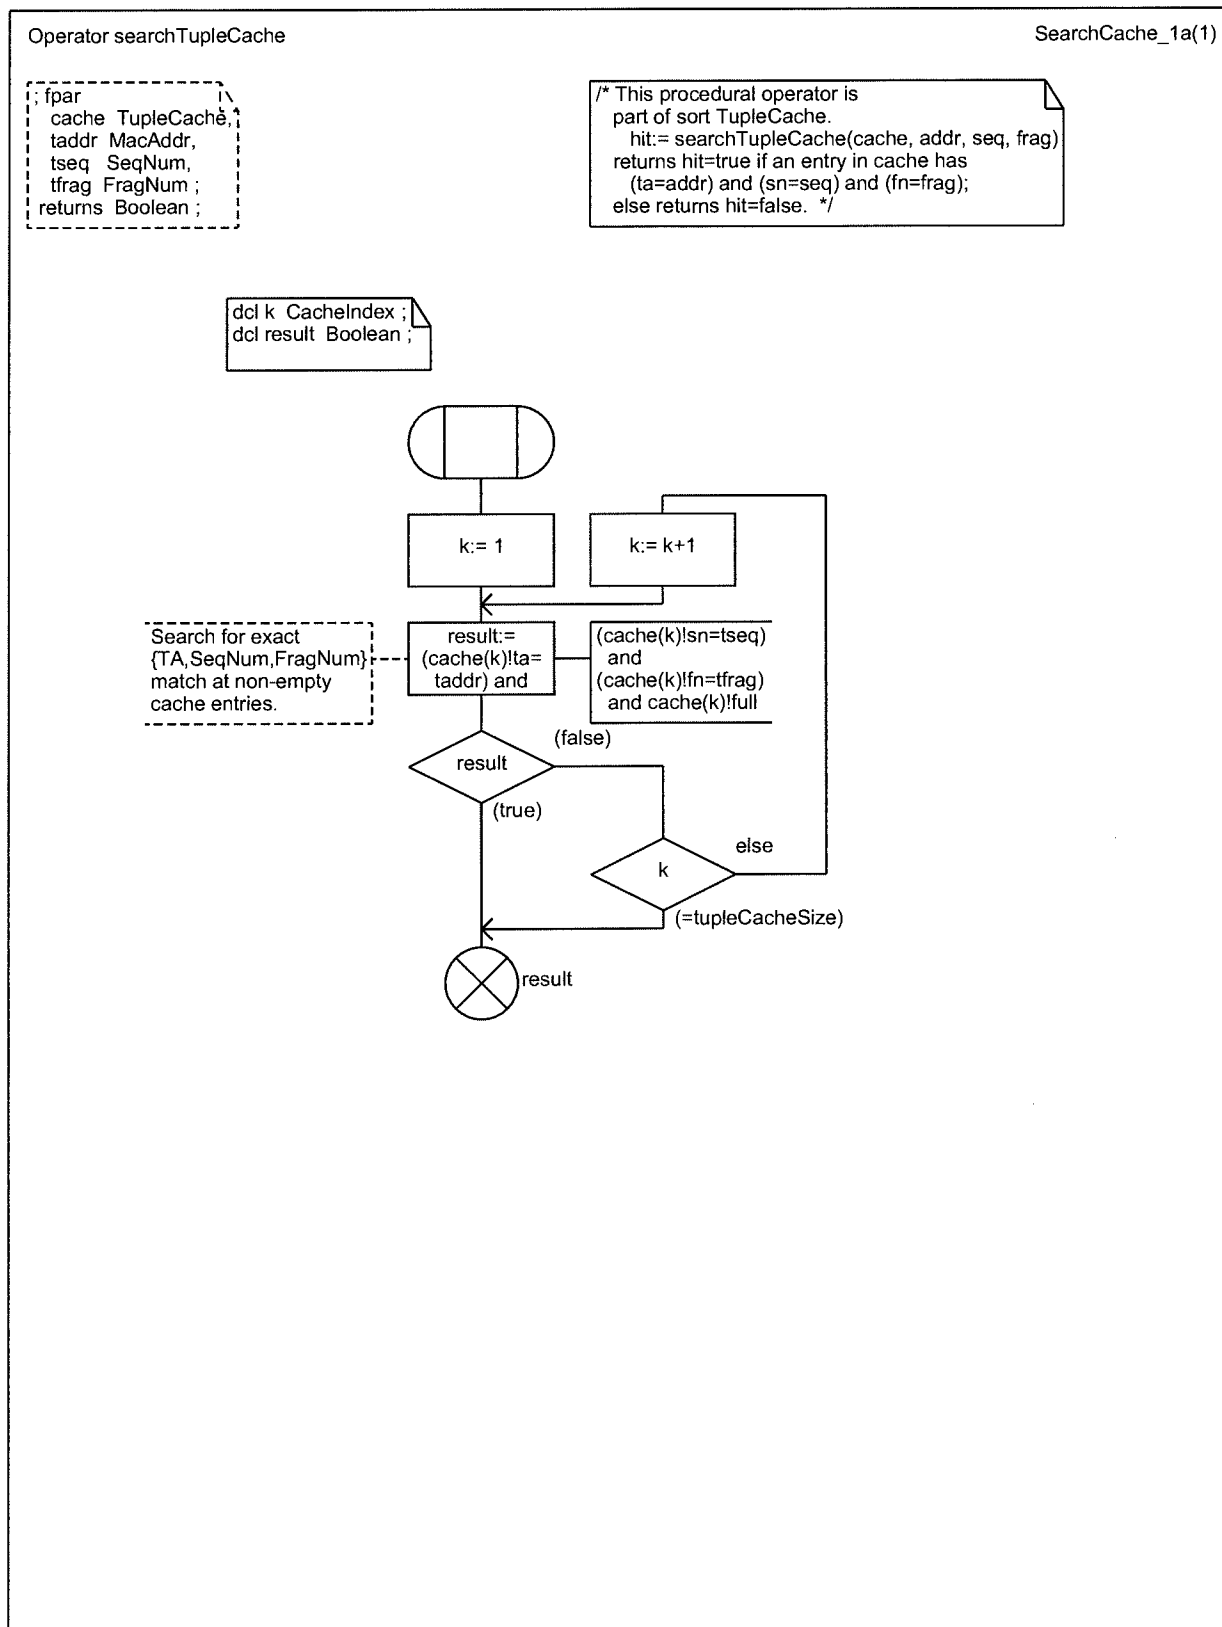 Operator searchTupleCache
SearchCache_1a(1)
; fpar
cache TupleCache,
taddr MacAddr,
tseq SeqNum,
tfrag FragNum ;
returns Boolean ;
/* This procedural operator is
part of sort TupleCache.
hit:= searchTupleCache(cache, addr, seq, frag)
returns hit=true if an entry in cache has
(ta=addr) and (sn=seq) and (fn=frag);
else returns hit=false. */
dcl k CacheIndex ;
dcl result Boolean ;
k:= 1
k:= k+1
Search for exact
{TA,SeqNum,FragNum}
match at non-empty
cache entries.
result:=
(cache(k)!ta=
taddr) and
(cache(k)!sn=tseq)
and
(cache(k)!fn=tfrag)
and cache(k)!full
(false)
result
(true)
else
k
(=tupleCacheSize)
result